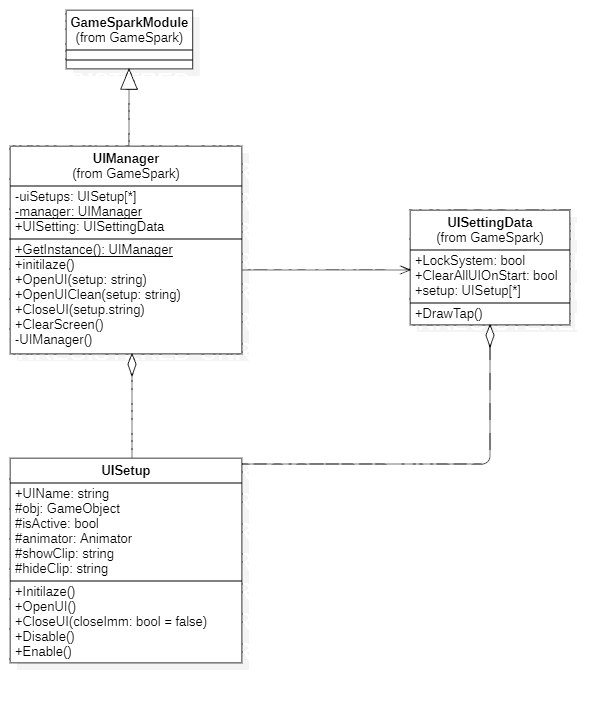 GameSparkModule
(from GameSpark)
UIManager
(from GameSpark)
-uiSetups: UISetup[*]
-manager: UIManager
+UISetting: UISettingData
+GetInstance(): UIManager
+initilaze()
+OpenUI(setup: string)
+OpenUIClean(setup: string)
+CloseUI(setup.string)
+ClearScreen()
-UIManager()
UISettingData
(from GameSpark)
+LockSystem: bool
+ClearAllUIOnStart: bool
+setup: UISetup[*]
+DrawTap()
UISetup
+UIName: string
#obj: GameObject
#isActive: bool
#animator: Animator
#showClip: string
#hideClip: string
+Initilaze()
+OpenUI()
+CloseUI(closeImm: bool = false)
+Disable()
+Enable()